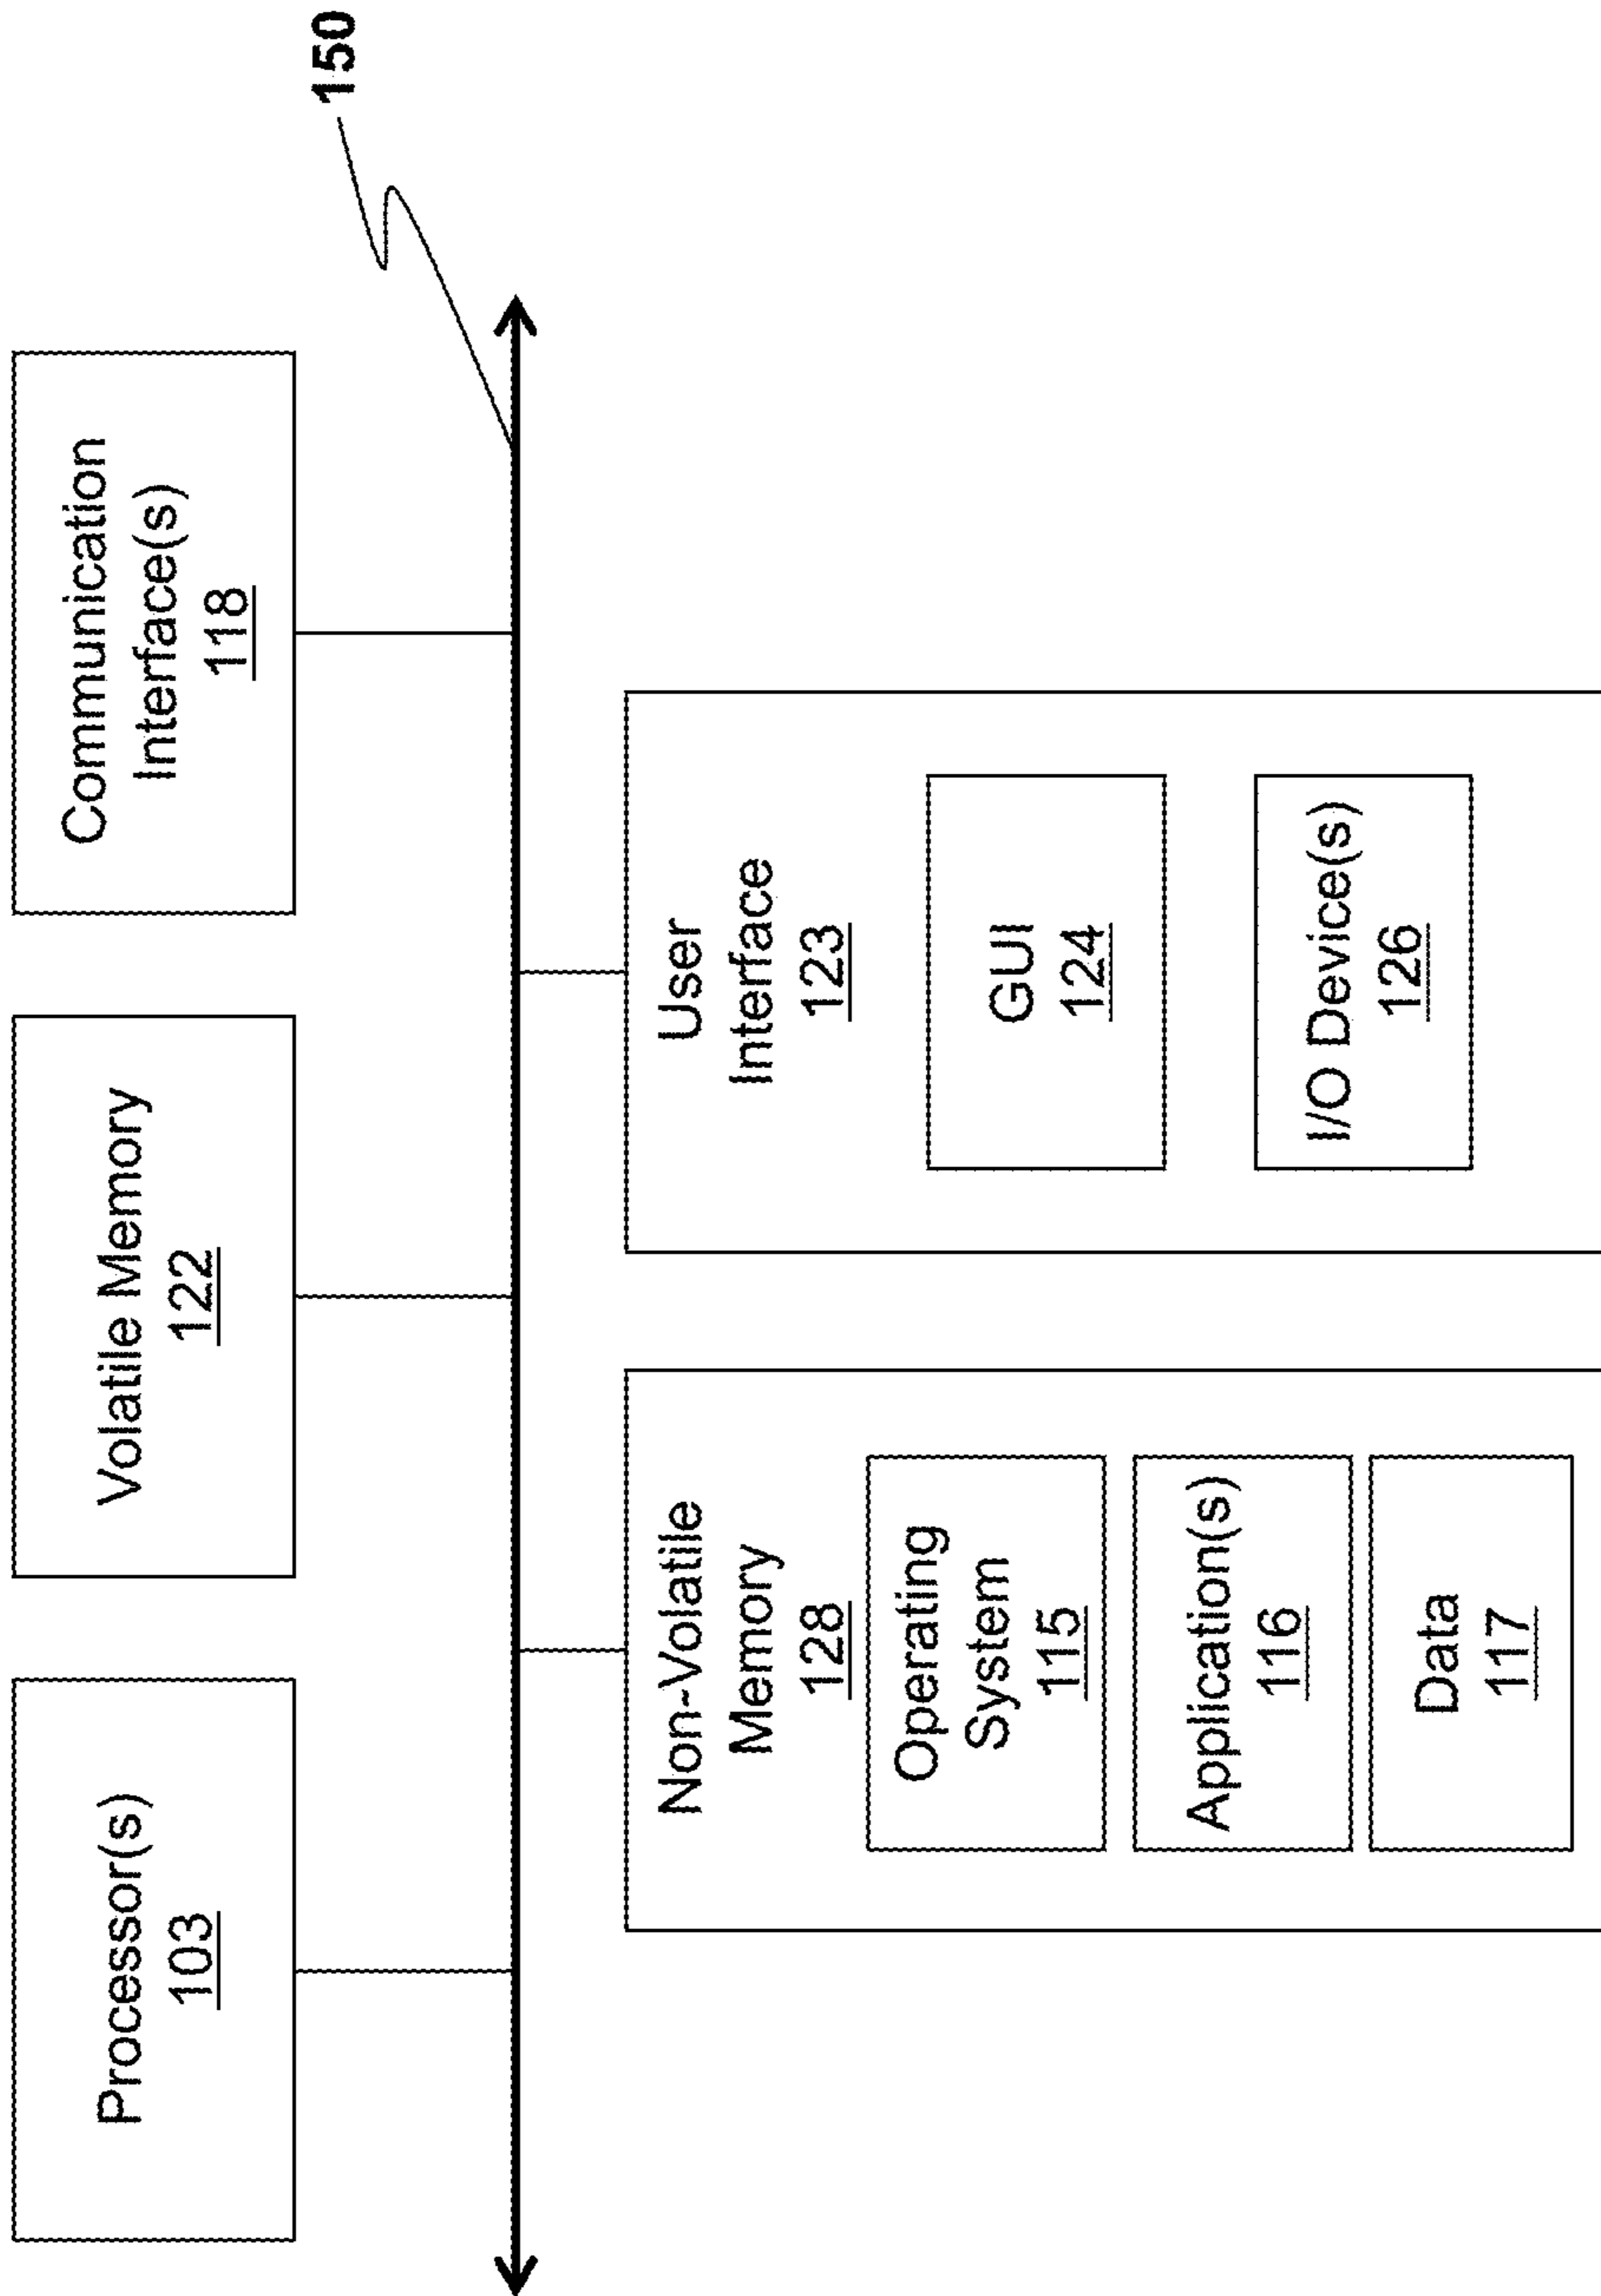 Processor(s)
103
Volatile Memory
122
Communication
Interface(s)
118
150
Non-Volatile
Memory
128
Operating
System
115
Application(s)
116
Data
117
User
Interface
123
GUI
124
I/O Device(s)
126